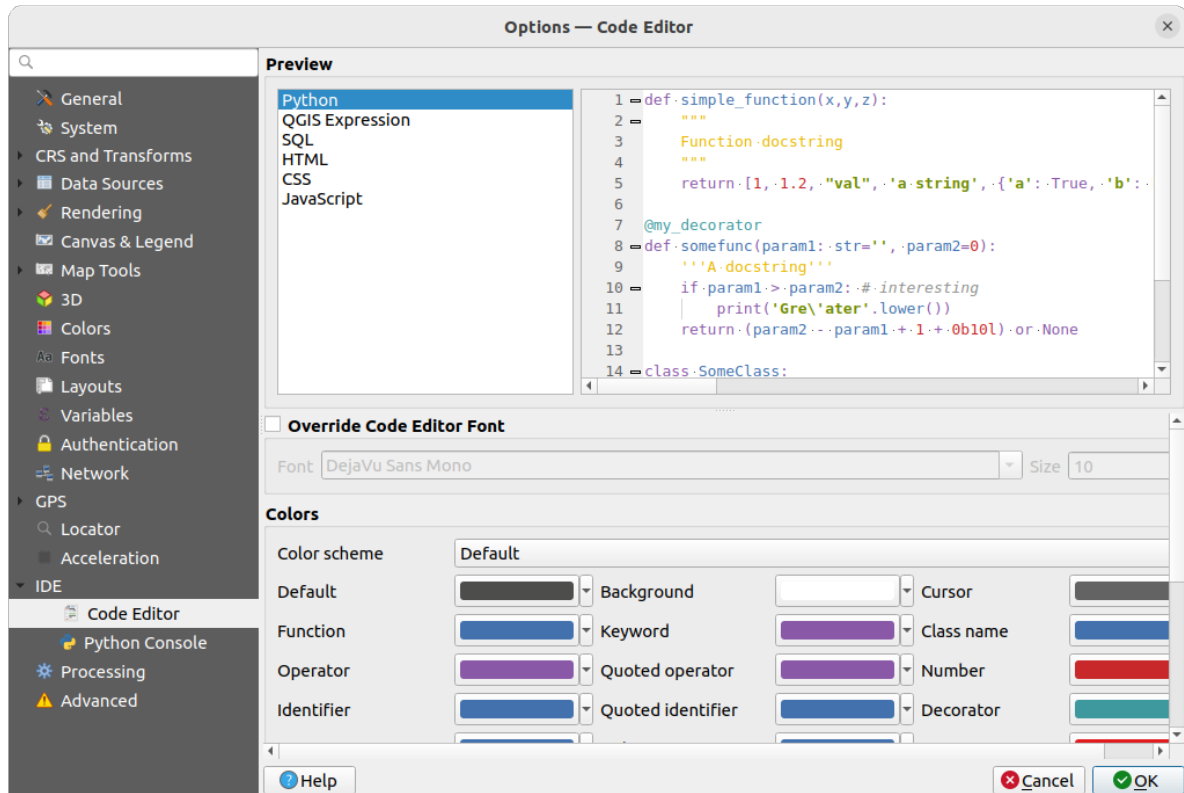 Options — Code Editor
General
System
CRS and Transforms
Data Sources
Rendering
Canvas & Legend
Map Tools
3D
Colors
Fonts
Layouts
Variables
Authentication
Network
GPS
Locator
Acceleration
IDE
Code Editor
Python Console
Processing
Advanced
Preview
Python
QGIS Expression
SQL
HTML
CSS
JavaScript
1 def simple_function(x,y,z):
2 """
3 Function docstring
4 """
5 return [1, 1.2, "val", 'a string', {'a': True, 'b':
6
7 @my_decorator
8 def somefunc(param1: str='', param2=0):
9 '''A docstring'''
10 if param1 > param2: # interesting
11 print('Gre\'ater'.lower())
12 return (param2 - param1 + 1 + 0b10l) or None
13
14 class SomeClass:
Override Code Editor Font
Font DejaVu Sans Mono Size 10
Colors
Color scheme Default
Default Background Cursor
Function Keyword Class name
Operator Quoted operator Number
Identifier Quoted identifier Decorator
Help Cancel OK